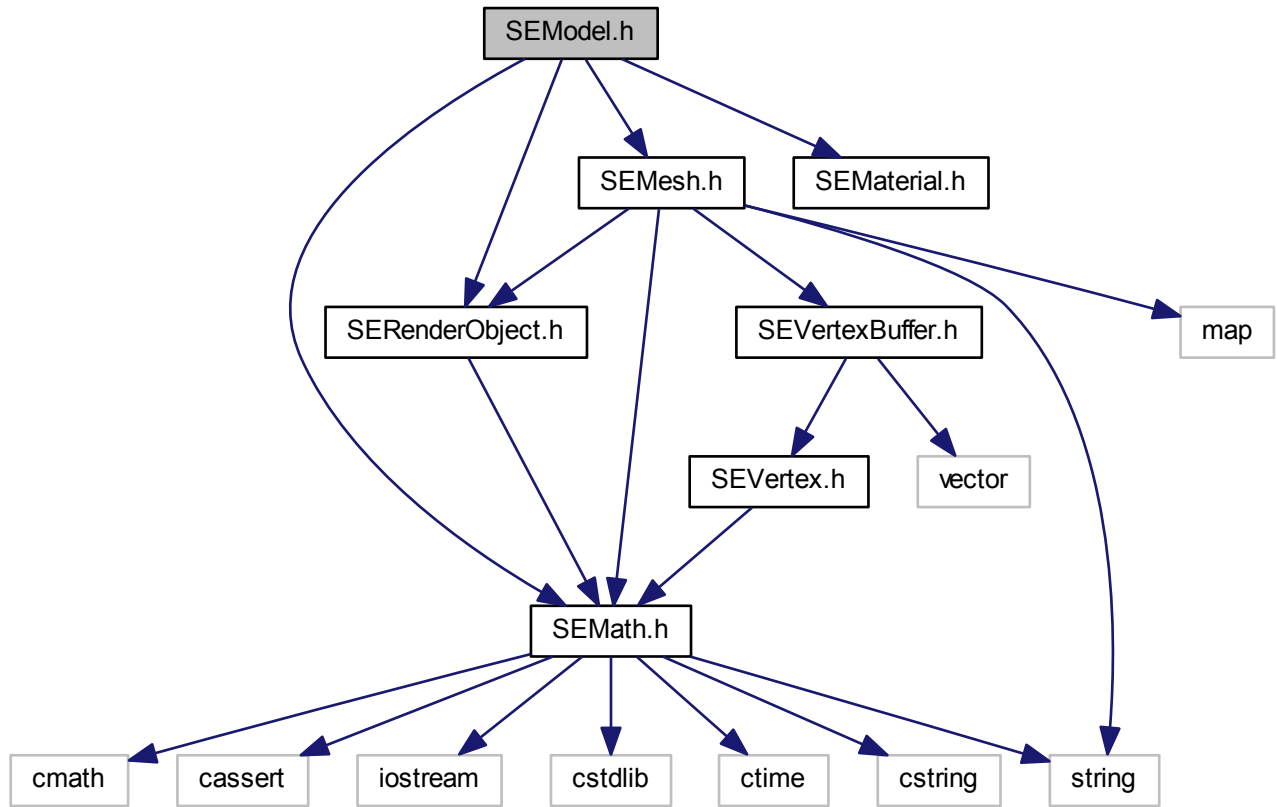 SEModel.h
SEMesh.h
SEMaterial.h
SERenderObject.h
SEVertexBuffer.h
map
SEVertex.h
vector
SEMath.h
cmath
cassert
iostream
cstdlib
ctime
cstring
string